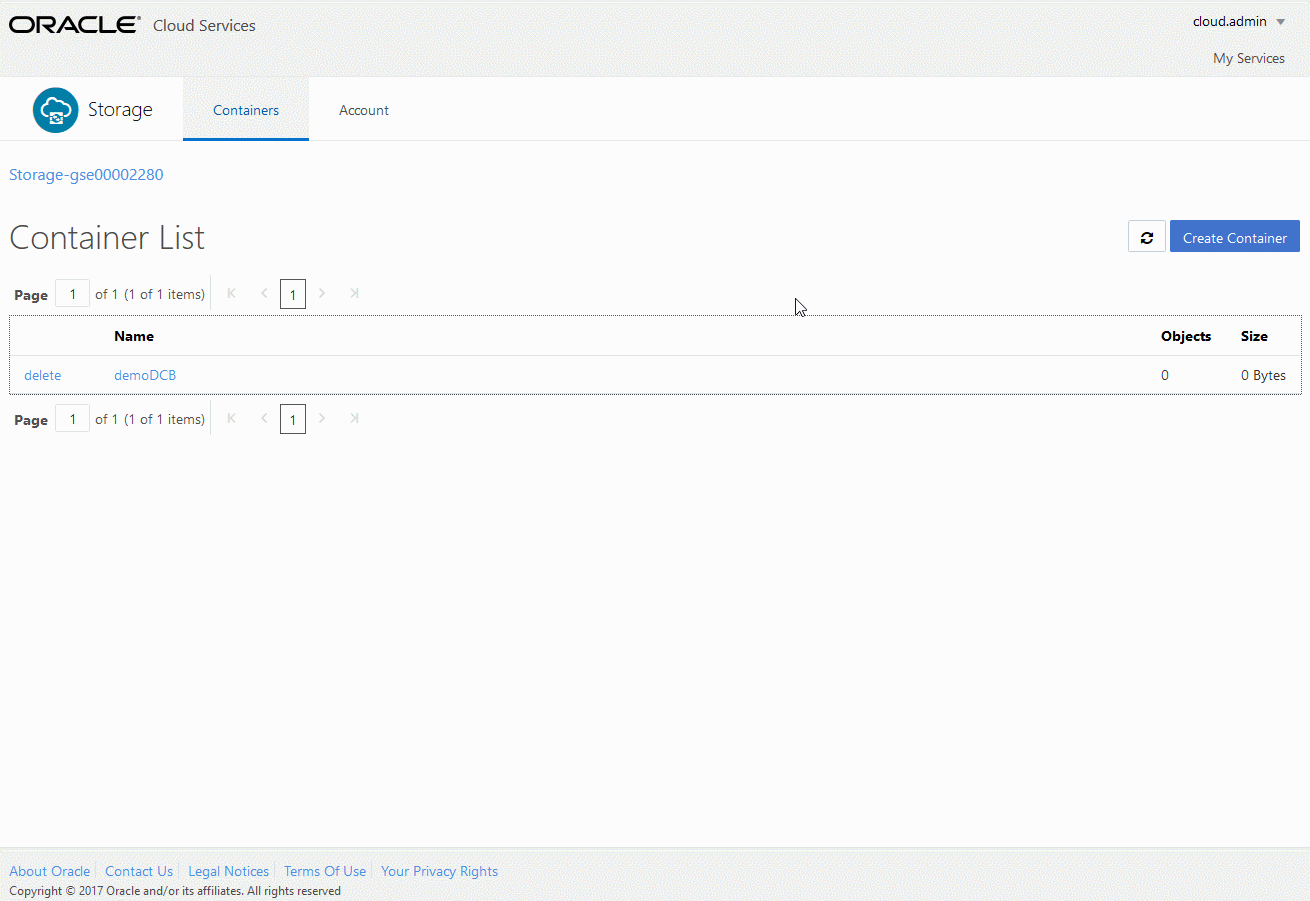 ORACLE® Cloud Services
cloud.admin
My Services
Storage
Containers
Account
Storage-gse00002280
Container List
Create Container
Page 1 of 1 (1 of 1 items) 1
Name Objects Size
delete demoDCB 0 0 Bytes
Page 1 of 1 (1 of 1 items) 1
About Oracle Contact Us Legal Notices Terms Of Use Your Privacy Rights
Copyright © 2017 Oracle and/or its affiliates. All rights reserved